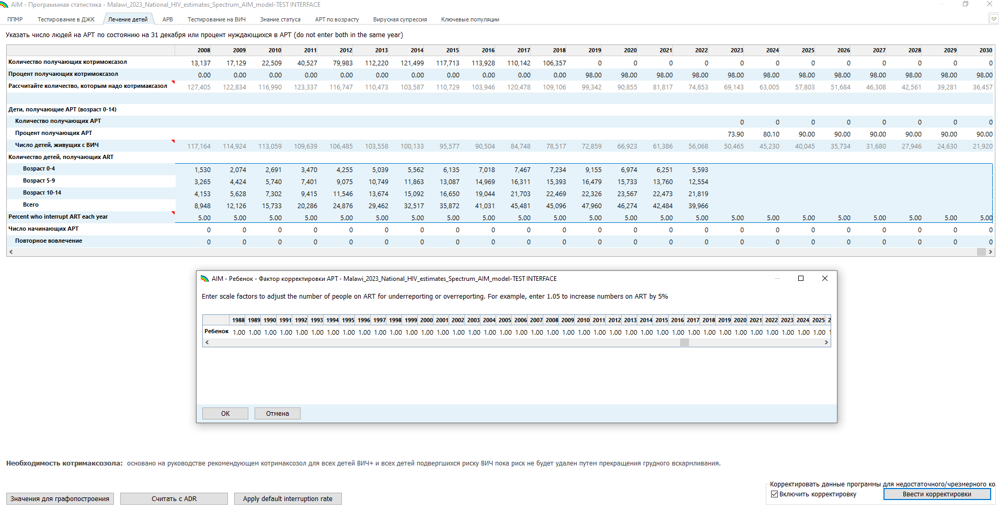 AIM - Программная статистика - Malawi_2023_National_HIV_estimates_Spectrum_AIM_model-TEST INTERFACE
ППМР Тестирование в ДЖК Лечение детей АРВ Тестирование на ВИЧ Знание статуса АРТ по возрасту Вирусная супрессия Ключевые популяции
Указать число людей на АРТ по состоянию на 31 декабря или процент нуждающихся в АРТ (do not enter both in the same year)
2008 2009 2010 2011 2012 2013 2014 2015 2016 2017 2018 2019 2020 2021 2022 2023 2024 2025 2026 2027 2028 2029 2030
Количество получающих котримоксазол 13,137 17,129 22,509 40,527 79,983 112,220 121,499 117,713 113,928 110,142 106,357 0 0 0 0 0 0 0 0 0 0 0 0
Процент получающих котримоксазол 0.00 0.00 0.00 0.00 0.00 0.00 0.00 0.00 0.00 0.00 0.00 98.00 98.00 98.00 98.00 98.00 98.00 98.00 98.00 98.00 98.00 98.00 98.00
Рассчитайте количество, которым надо котримаксазол 127,405 122,834 116,990 123,337 116,747 110,473 103,587 110,729 103,946 120,478 109,106 99,342 90,855 81,817 74,853 69,143 63,005 57,803 51,684 46,308 42,561 39,281 36,457
Дети, получающие АРТ (возраст 0-14)
Количество получающих АРТ 0 0 0 0 0 0 0 0
Процент получающих АРТ 73.90 80.10 90.00 90.00 90.00 90.00 90.00 90.00
Число детей, живущих с ВИЧ 117,164 114,924 113,059 109,639 106,485 103,558 100,133 95,577 90,504 84,748 78,517 72,859 66,923 61,386 56,068 50,465 45,230 40,045 35,734 31,680 27,946 24,630 21,920
Количество детей, получающих ART
Возраст 0-4 1,530 2,074 2,691 3,470 4,255 5,039 5,562 6,135 7,018 7,467 7,234 9,155 6,974 6,251 5,593
Возраст 5-9 3,265 4,424 5,740 7,401 9,075 10,749 11,863 13,087 14,969 16,311 15,393 16,479 15,733 13,760 12,554
Возраст 10-14 4,153 5,628 7,302 9,415 11,546 13,674 15,092 16,650 19,044 21,703 22,469 22,326 23,567 22,473 21,819
Всего 8,948 12,126 15,733 20,286 24,876 29,462 32,517 35,872 41,031 45,481 45,096 47,960 46,274 42,484 39,966
Percent who interrupt ART each year 5.00 5.00 5.00 5.00 5.00 5.00 5.00 5.00 5.00 5.00 5.00 5.00 5.00 5.00 5.00 5.00 5.00 5.00 5.00 5.00 5.00 5.00 5.00
Число начинающих АРТ 0 0 0 0 0 0 0 0 0 0 0 0 0 0 0 0 0 0 0 0 0 0 0
Повторное вовлечение 0 0 0 0 0 0 0 0 0 0 0 0 0 0 0 0 0 0 0 0 0 0 0
AIM - Ребенок - Фактор корректировки АРТ - Malawi_2023_National_HIV_estimates_Spectrum_AIM_model-TEST INTERFACE
Enter scale factors to adjust the number of people on ART for underreporting or overreporting. For example, enter 1.05 to increase numbers on ART by 5%
1988 1989 1990 1991 1992 1993 1994 1995 1996 1997 1998 1999 2000 2001 2002 2003 2004 2005 2006 2007 2008 2009 2010 2011 2012 2013 2014 2015 2016 2017 2018 2019 2020 2021 2022 2023 2024 2025 2
Ребенок 1.00 1.00 1.00 1.00 1.00 1.00 1.00 1.00 1.00 1.00 1.00 1.00 1.00 1.00 1.00 1.00 1.00 1.00 1.00 1.00 1.00 1.00 1.00 1.00 1.00 1.00 1.00 1.00 1.00 1.00 1.00 1.00 1.00 1.00 1.00 1.00 1.00 1.00 1
ОК Отмена
Необходимость котримаксозола: основано на руководстве рекомендующем котримаксозол для всех детей ВИЧ+ и всех детей подвергшихся риску ВИЧ пока риск не будет удален путем прекращения грудного вскармливания.
Корректировать данные программы для недостаточного/чрезмерного ко
Значения для графопостроения Считать с ADR Apply default interruption rate Включить корректировку Ввести корректировки